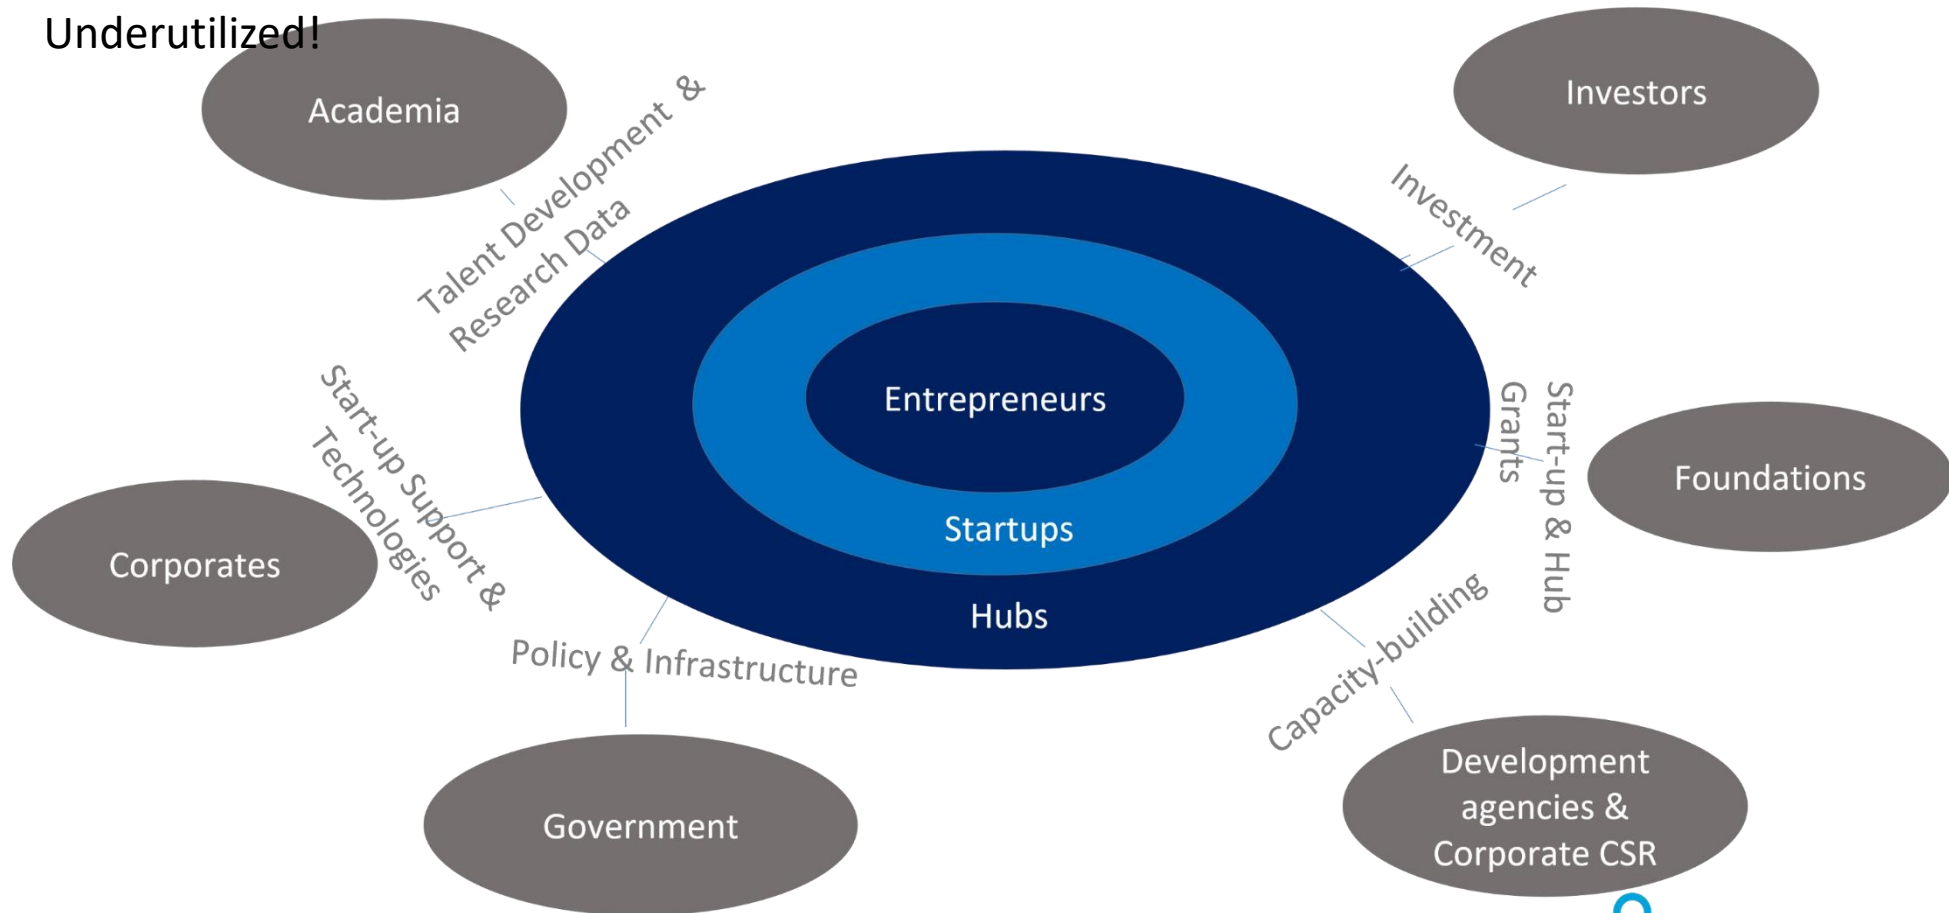 Underutilized!
Academia
Talent Development &
Research Data
Investors
Investment
Entrepreneurs
Startups
Hubs
Start-up & Hub
Grants
Foundations
Start-up Support &
Technologies
Corporates
Policy & Infrastructure
Government
Capacity-building
Development
agencies &
Corporate CSR